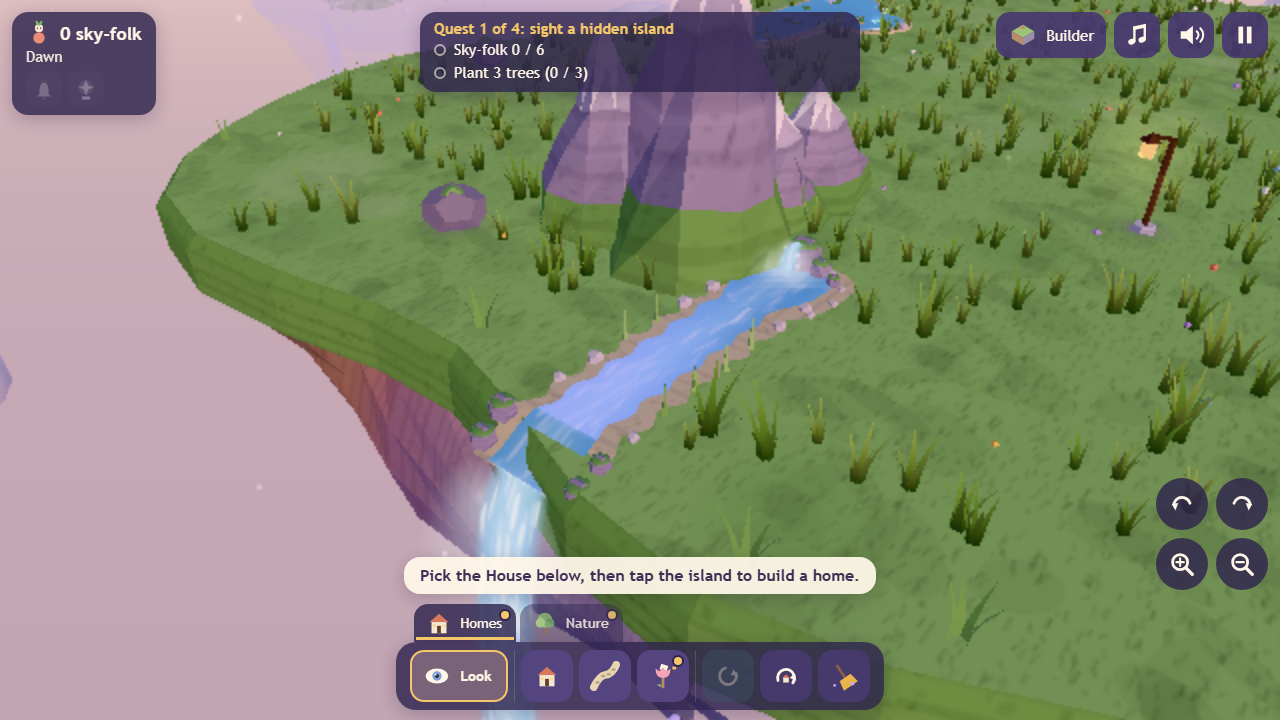 0 sky-folk
Dawn
Quest 1 of 4: sight a hidden island
Sky-folk 0 / 6
Plant 3 trees (0 / 3)
Builder
Pick the House below, then tap the island to build a home.
Homes
Nature
Look